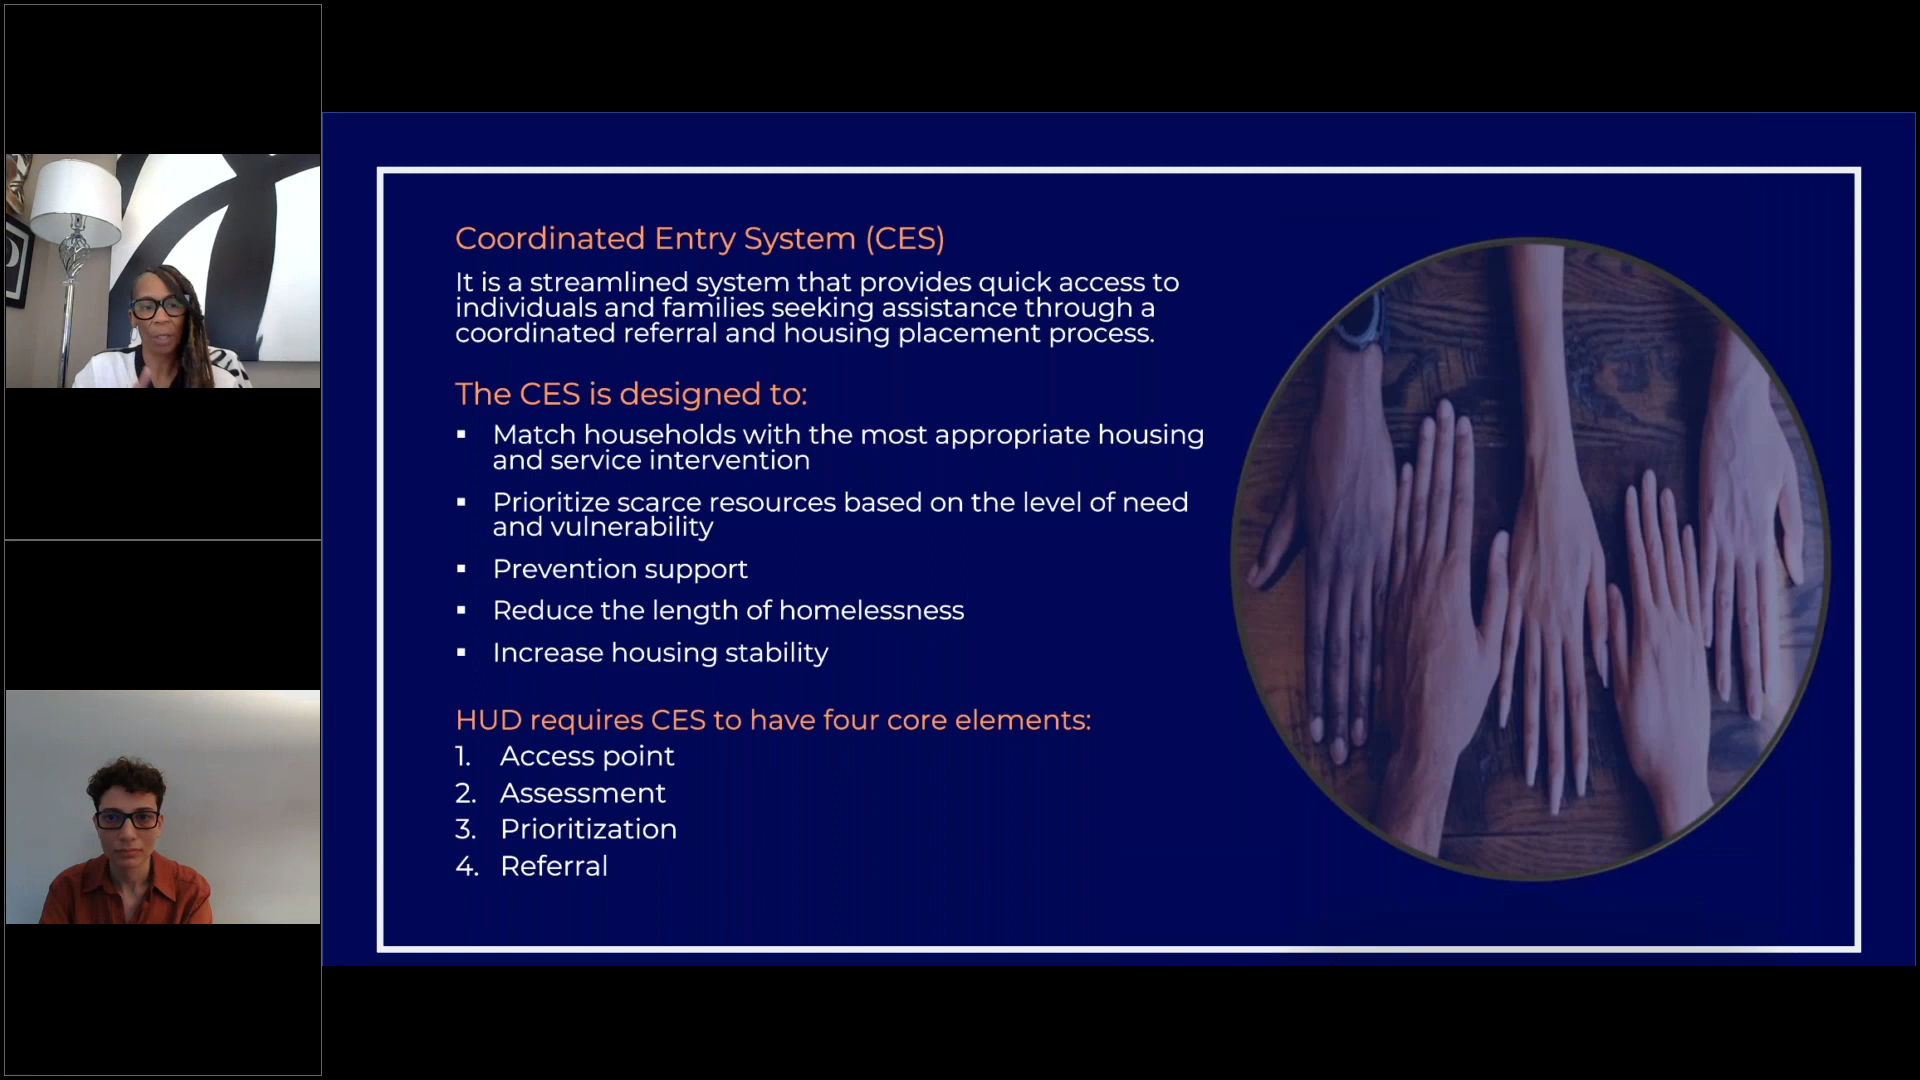 Coordinated Entry System (CES)
It is a streamlined system that provides quick access to
individuals and families seeking assistance through a
coordinated referral and housing placement process.
The CES is designed to:
▪ Match households with the most appropriate housing
and service intervention
▪ Prioritize scarce resources based on the level of need
and vulnerability
▪ Prevention support
▪ Reduce the length of homelessness
▪ Increase housing stability
HUD requires CES to have four core elements:
1. Access point
2. Assessment
3. Prioritization
4. Referral